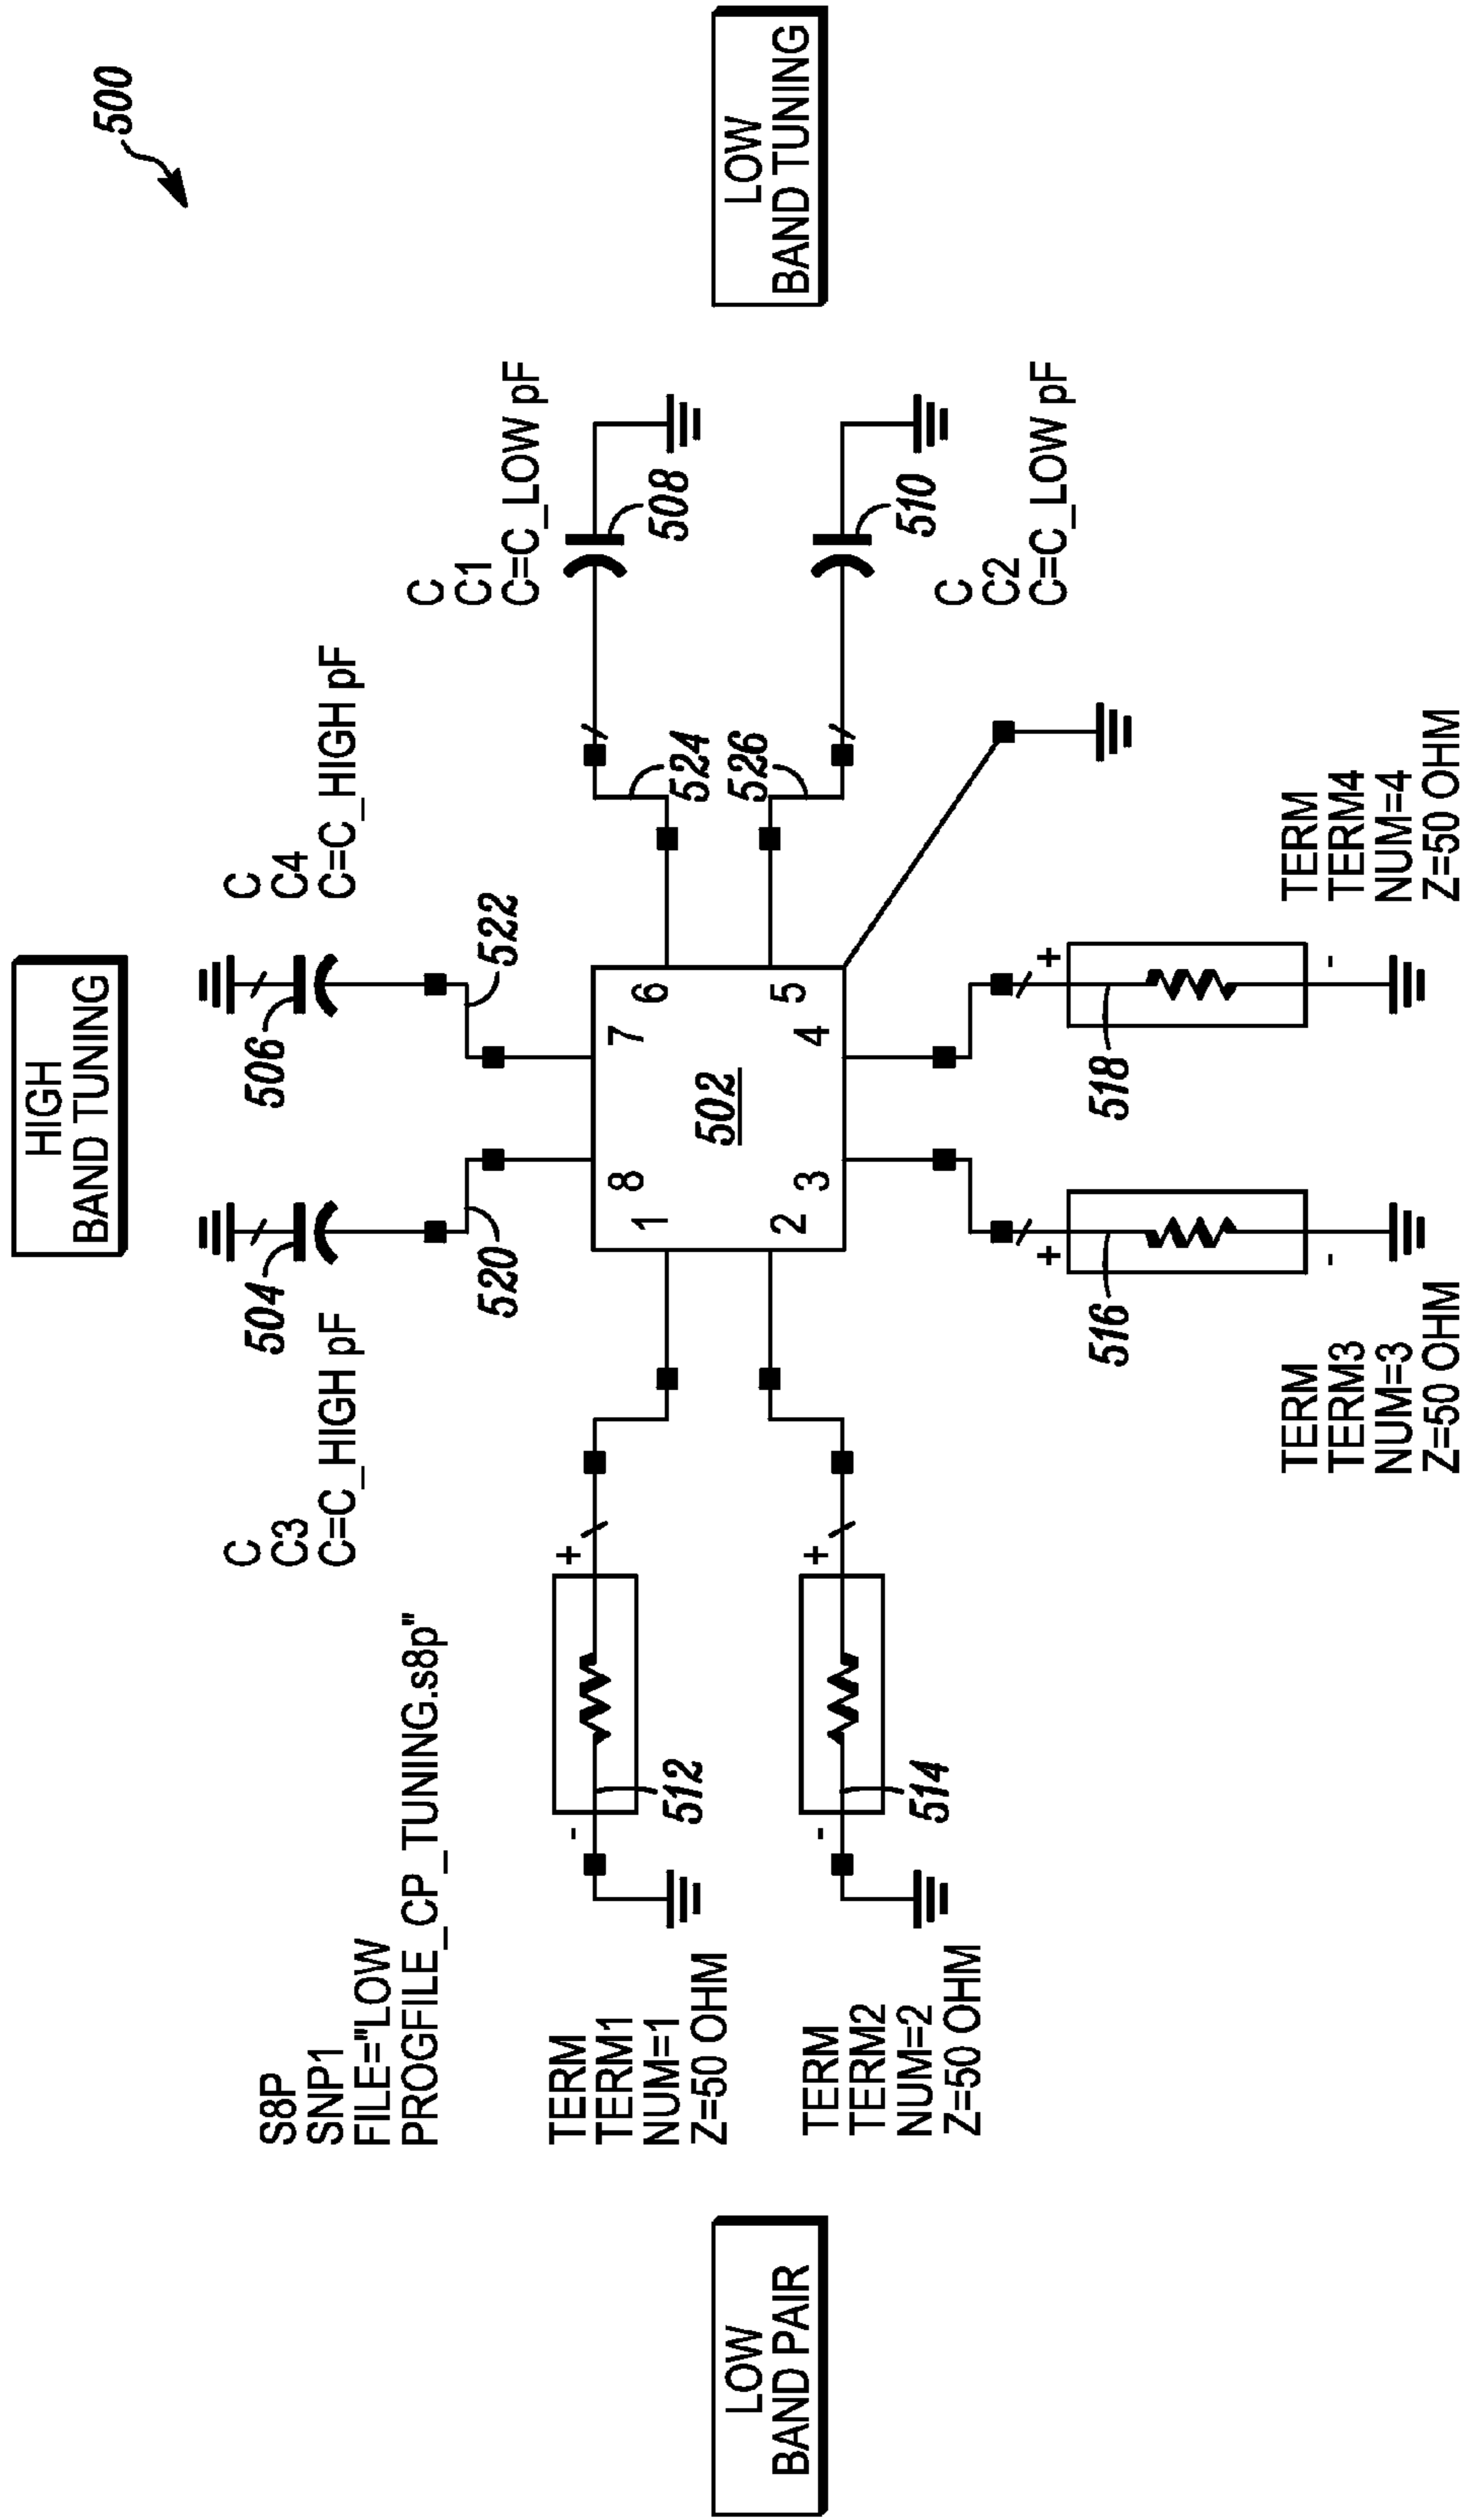 500
HIGH
BAND TUNING
C
C3
C=C_HIGH pF
504
506
C
C4
C=C_HIGH pF
520
522
S8P
SNP1
FILE="LOW
PROGFILE_CP_TUNING.s8p"
C
C1
C=C_LOW pF
508
524
526
510
C
C2
C=C_LOW pF
LOW
BAND TUNING
8
7
1
6
502
2
5
3
4
+
-
512
TERM
TERM1
NUM=1
Z=50 OHM
+
-
514
TERM
TERM2
NUM=2
Z=50 OHM
LOW
BAND PAIR
+
516
-
TERM
TERM3
NUM=3
Z=50 OHM
+
518
-
TERM
TERM4
NUM=4
Z=50 OHM